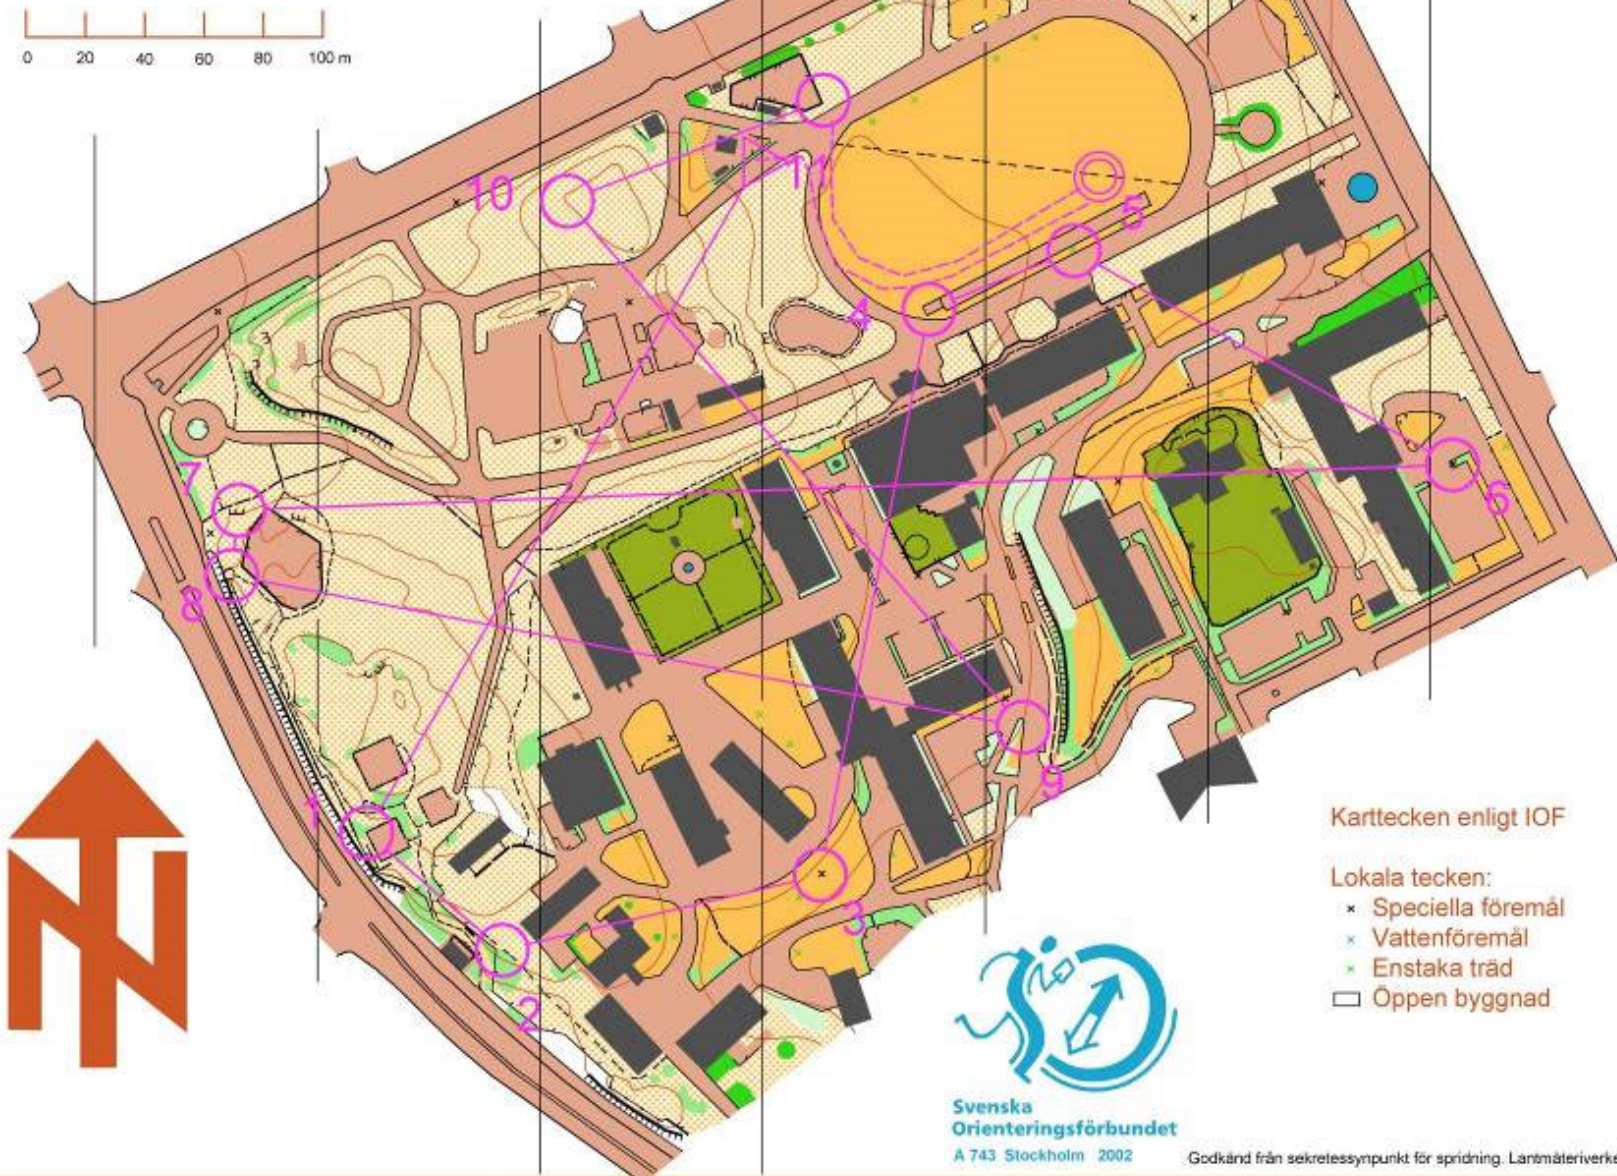 0 20 40 60 80 100 m
10
11
5
4
7
6
8
9
1
3
2
Karttecken enligt IOF
Lokala tecken:
× Speciella föremål
× Vattenföremål
× Enstaka träd
Öppen byggnad
Svenska
Orienteringsförbundet
A 743 Stockholm 2002
Godkänd från sekretessynpunkt för spridning. Lantmäteriverke